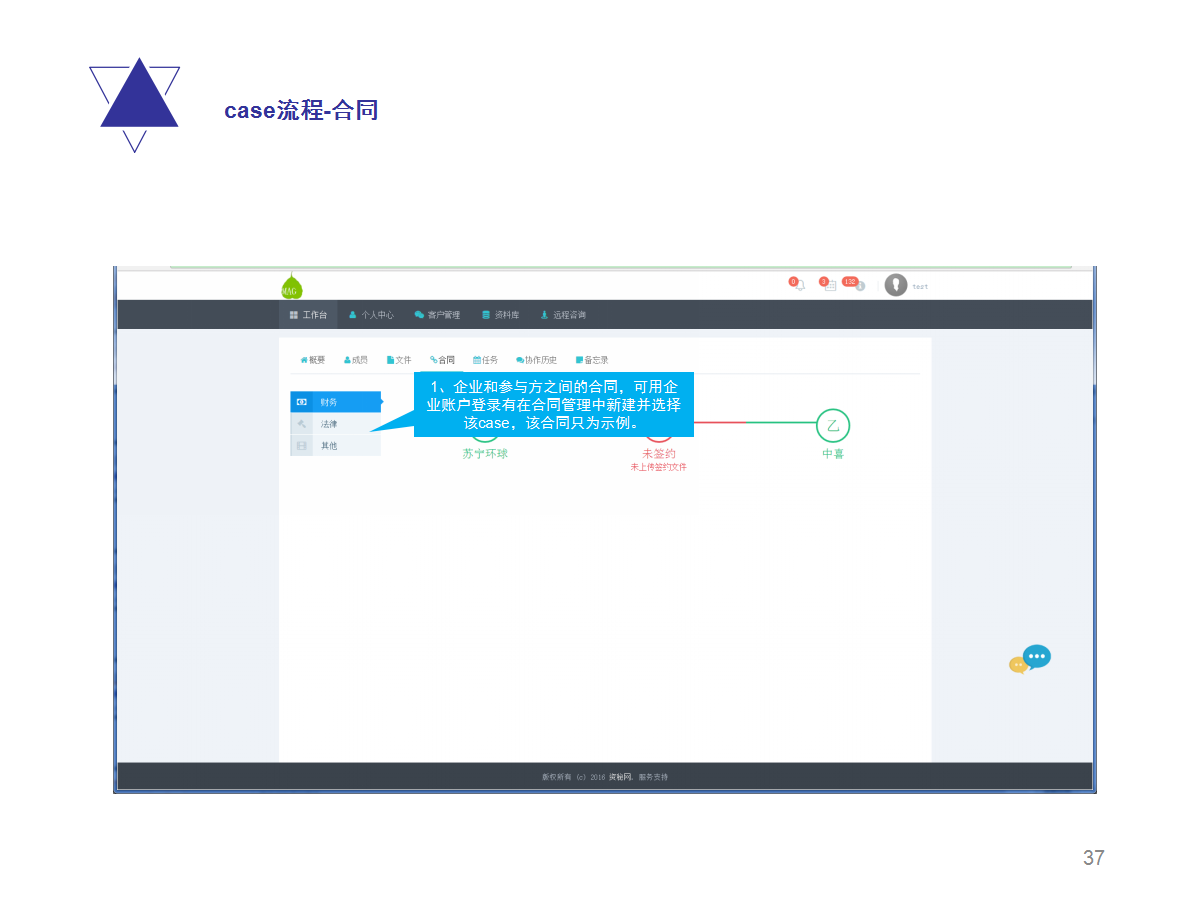 case流程-合同
MAG
0
0
132
test
工作台 个人中心 客户管理 资料库 远程咨询
概要 成员 文件 合同 任务 协作历史 备忘录
财务
法律
其他
1、企业和参与方之间的合同，可用企
业账户登录有在合同管理中新建并选择
该case，该合同只为示例。
乙
苏宁环球 未签约 中喜
未上传签约文件
版权所有 (c) 2016 资秘网. 服务支持
37